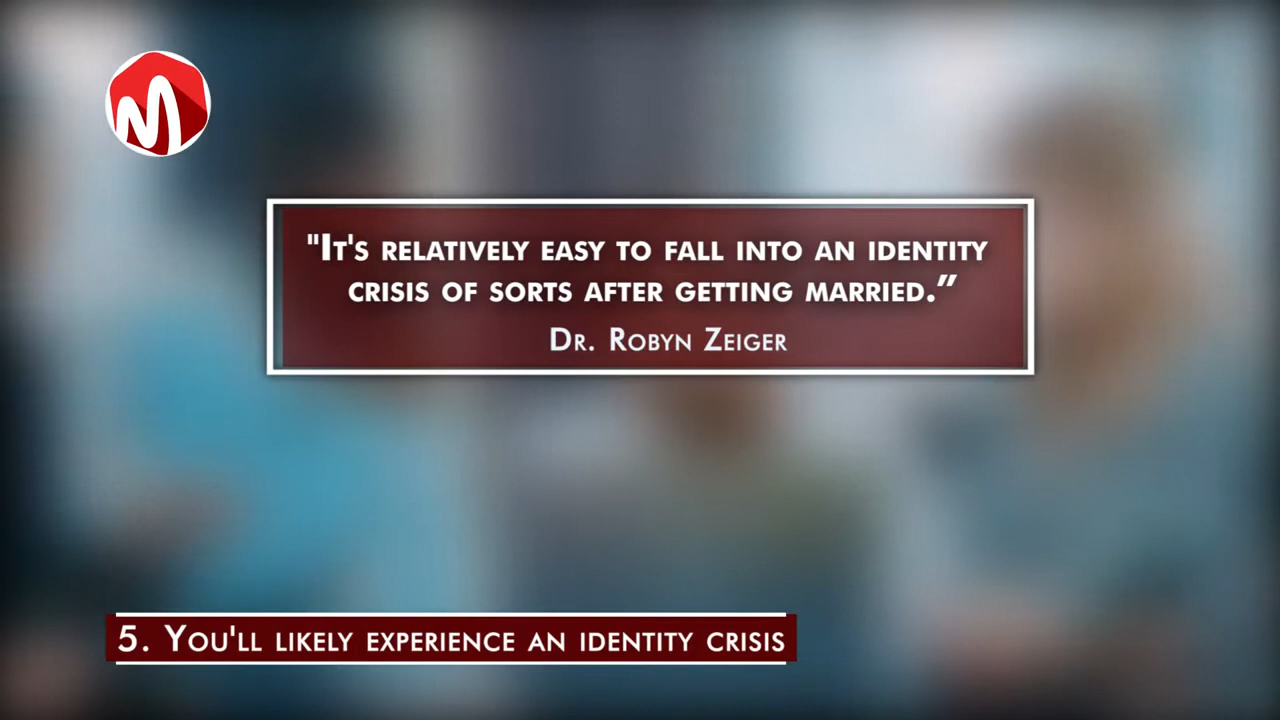 "It's relatively easy to fall into an identity
crisis of sorts after getting married.”
Dr. Robyn Zeiger
5. You'll likely experience an identity crisis